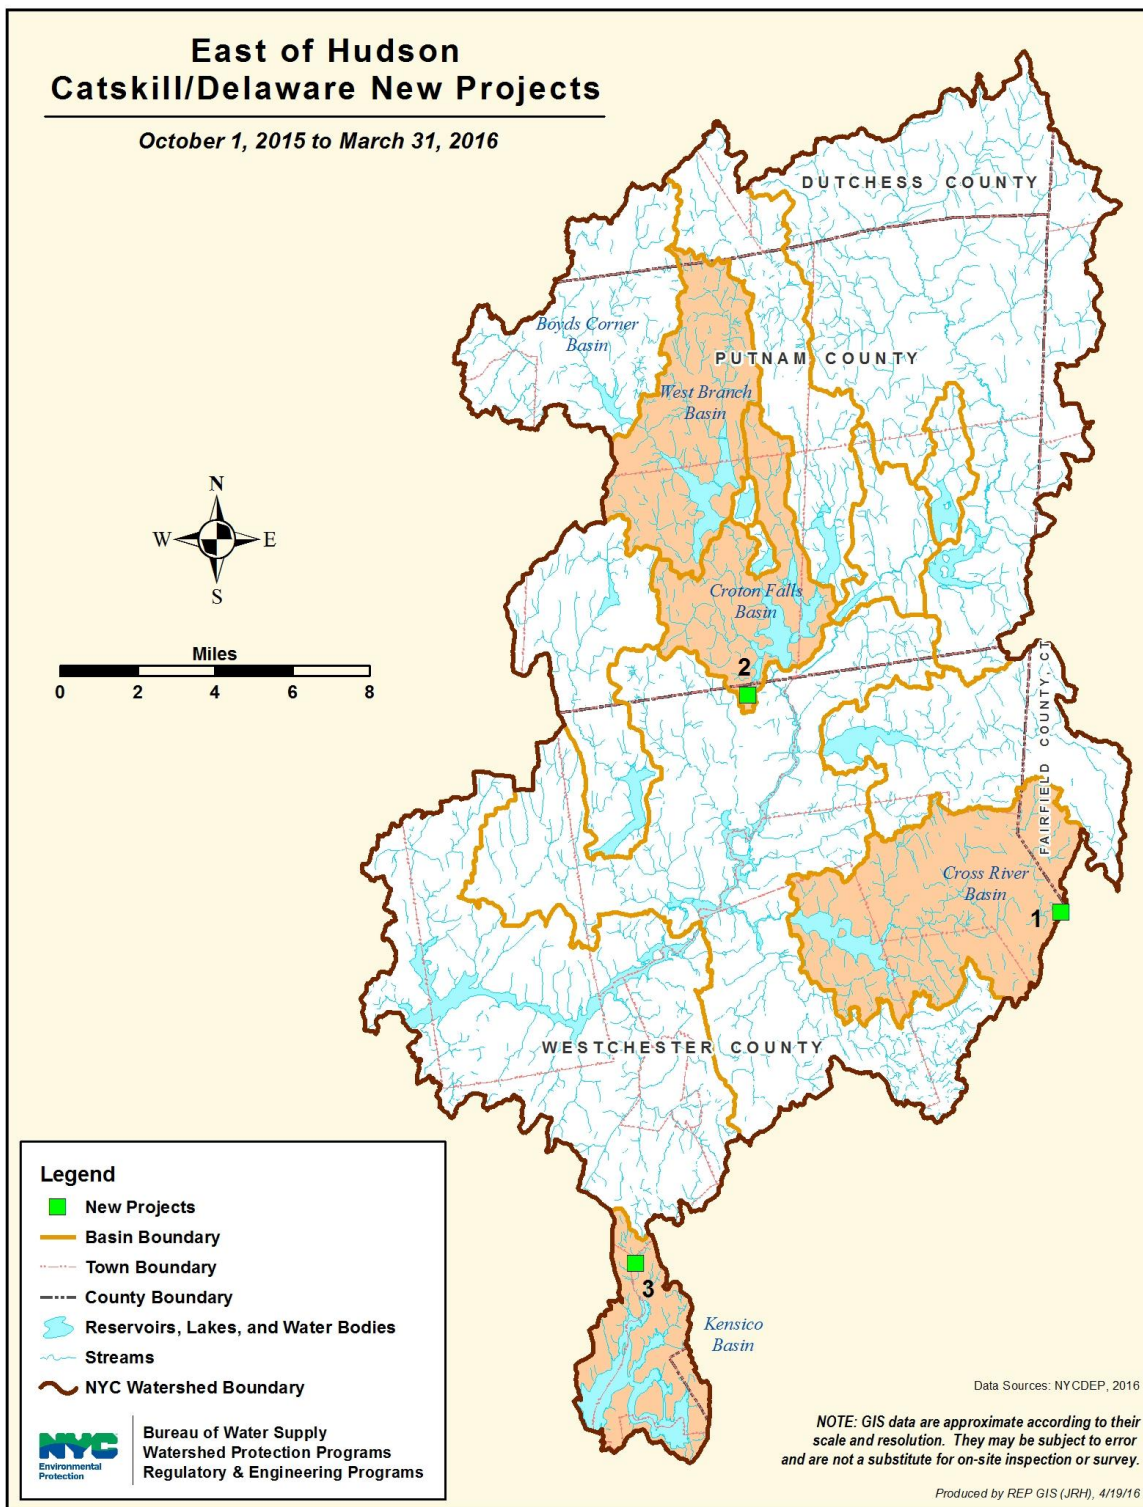 East of Hudson
Catskill/Delaware New Projects
October 1, 2015 to March 31, 2016
DUTCHESS COUNTY
Boyds Corner
Basin
PUTNAM COUNTY
West Branch
Basin
N
W E
S
Croton Falls
Basin
Miles
0 2 4 6 8
2
FAIRFIELD COUNTY, CT
Cross River
Basin
1
WESTCHESTER COUNTY
3
Kensico
Basin
Legend
New Projects
Basin Boundary
Town Boundary
County Boundary
Reservoirs, Lakes, and Water Bodies
Streams
NYC Watershed Boundary
NYC
Environmental
Protection
Bureau of Water Supply
Watershed Protection Programs
Regulatory & Engineering Programs
Data Sources: NYCDEP, 2016
NOTE: GIS data are approximate according to their
scale and resolution. They may be subject to error
and are not a substitute for on-site inspection or survey.
Produced by REP GIS (JRH), 4/19/16